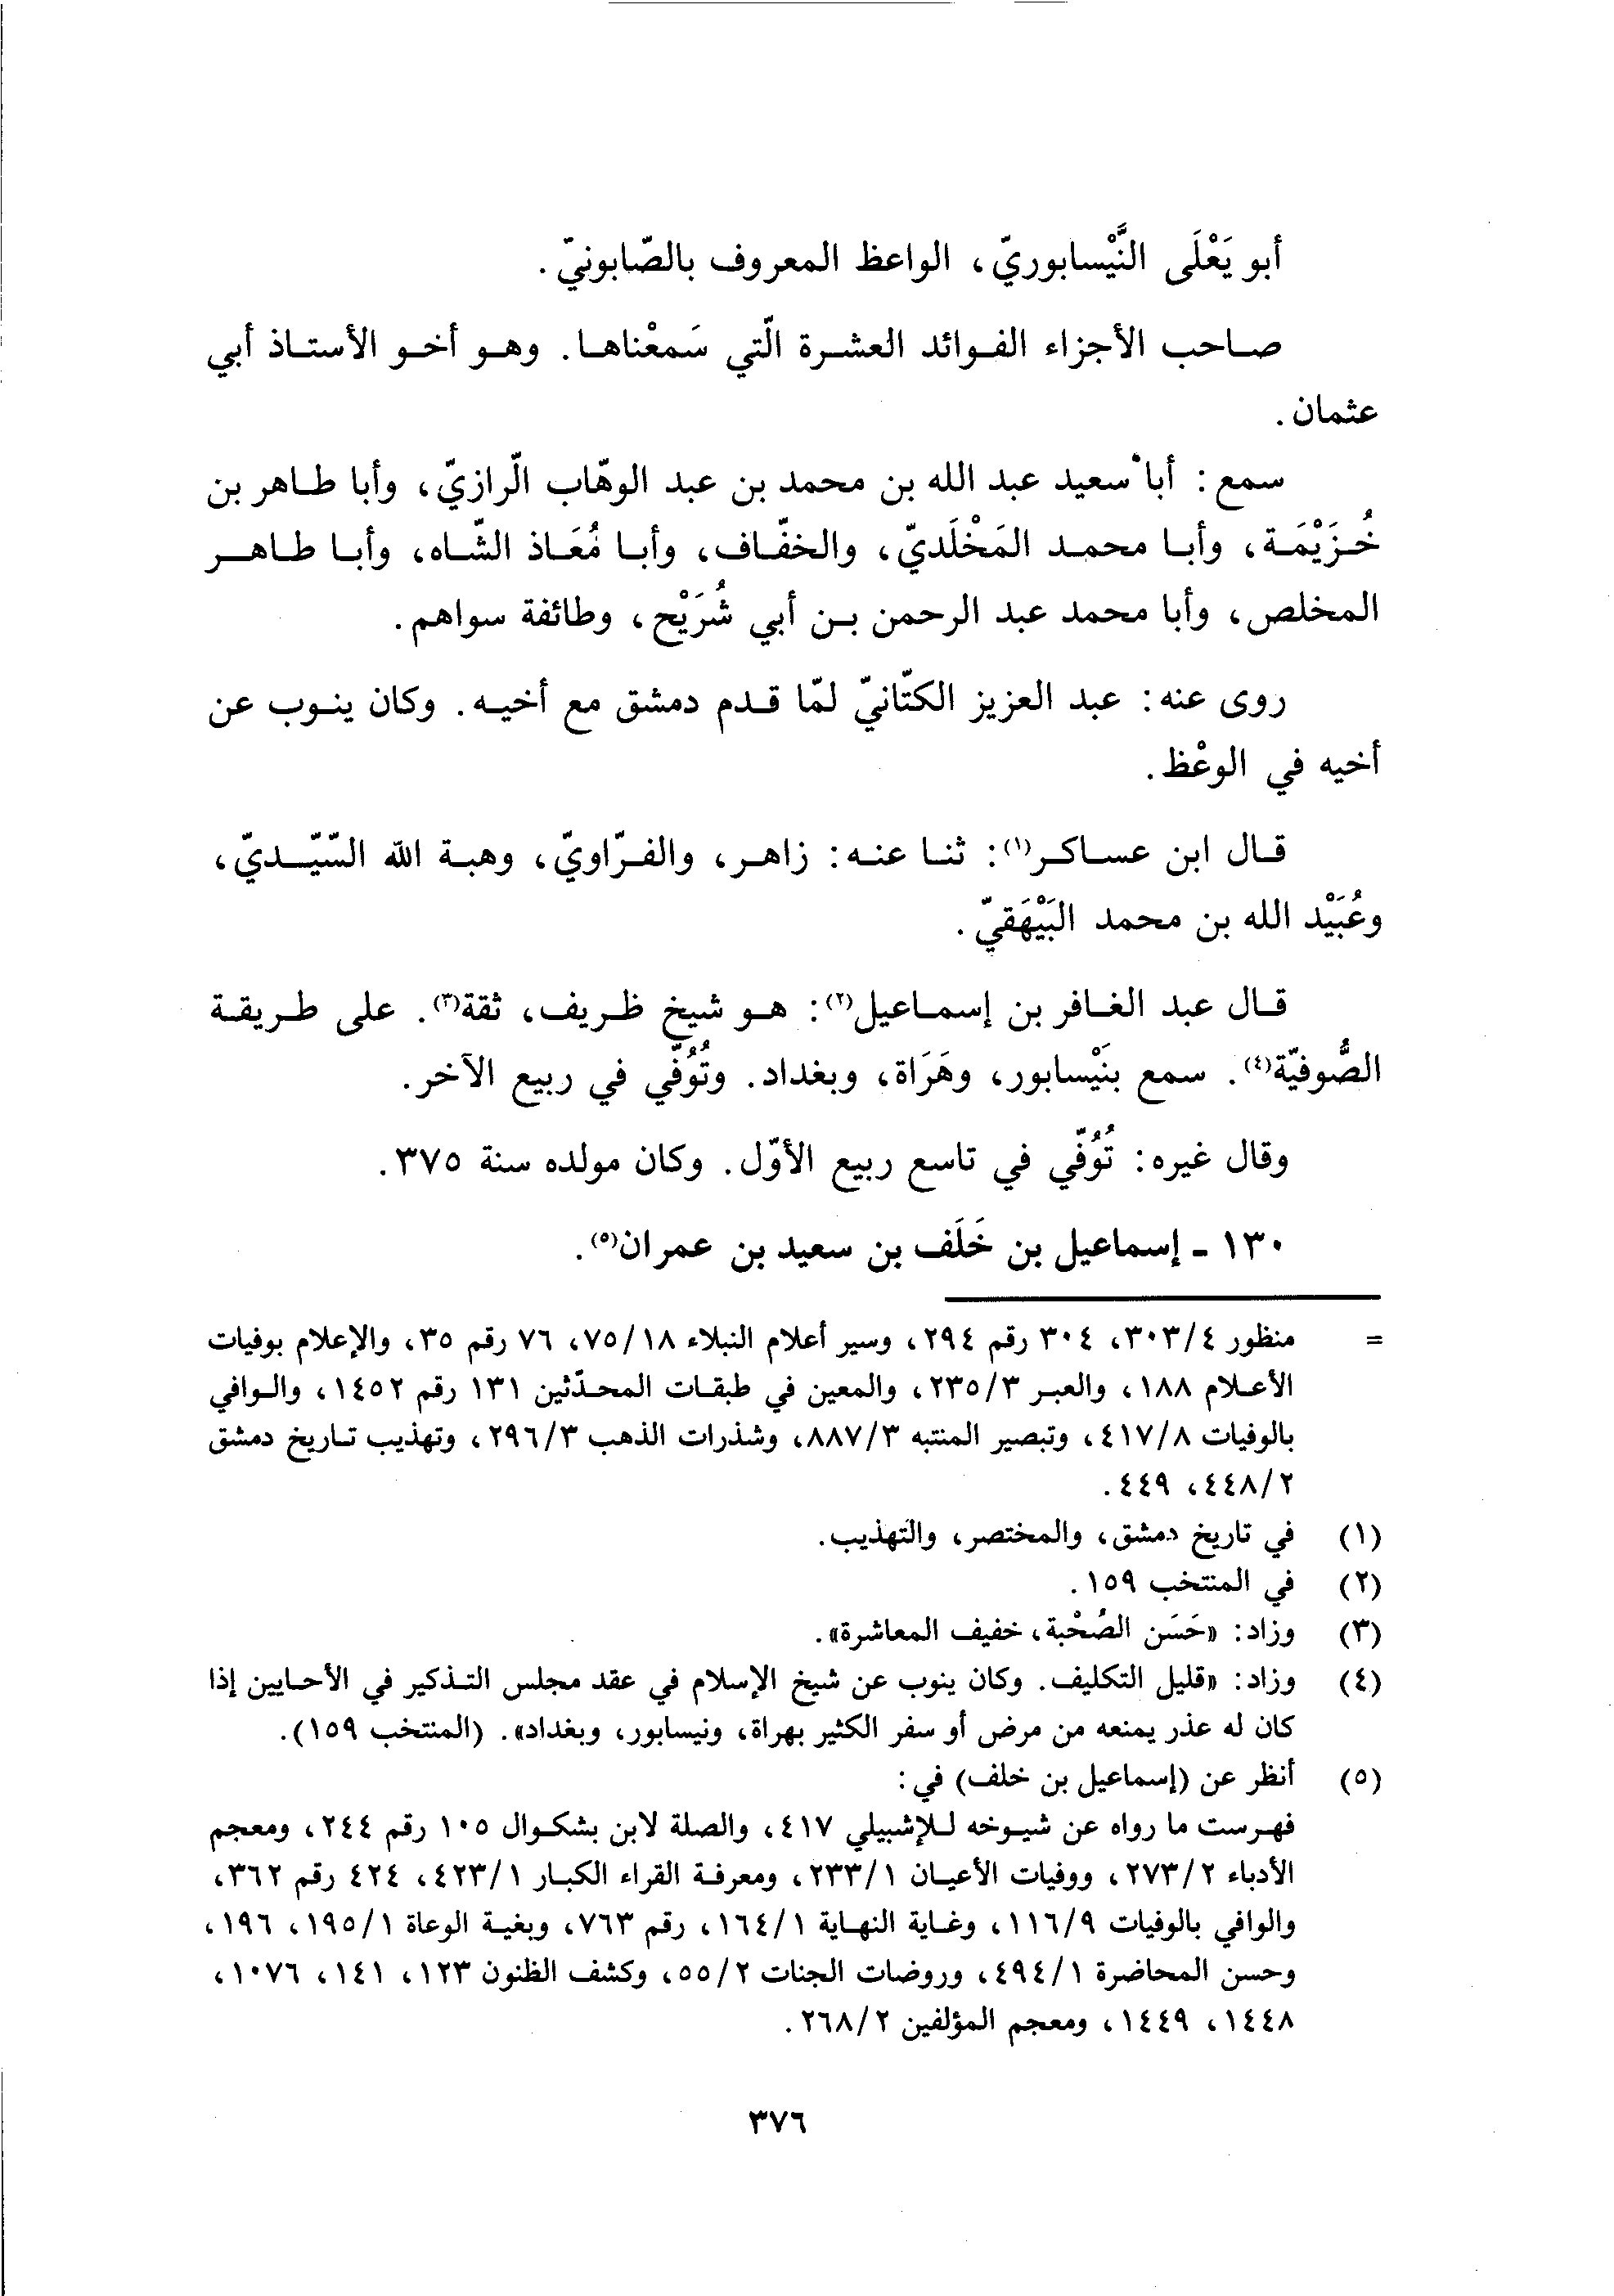 أبو يَعْلَى النَّيْسابوريّ، الواعظ المعروف بالصّابونيّ.
صاحب الأجزاء الفوائد العشرة الّتي سَمعْناها. وهو أخو الأستاذ أبي
عثمان.
سمع: أبا سعيد عبد الله بن محمد بن عبد الوهّاب الّرازيّ، وأبا طاهر بن
خُزَيْمَة، وأبا محمد المَخْلَديّ، والخفّاف، وأبا مُعَاذ الشّاه، وأبا طاهر
المخلص، وأبا محمد عبد الرحمن بن أبي شُرَيْح، وطائفة سواهم.
روى عنه: عبد العزيز الكتّانيّ لمّا قدم دمشق مع أخيه. وكان ينوب عن
أخيه في الوعْظ.
قال ابن عساكر(١): ثنا عنه: زاهر، والفرّاويّ، وهبة الله السّيّديّ،
وعُبَيْد الله بن محمد البَيْهَقيّ.
قال عبد الغافر بن إسماعيل(٢): هو شيخ ظريف، ثقة(٣). على طريقة
الصُّوفيّة(٤). سمع بنَيْسابور، وهَرَاة، وبغداد. وتُوُفّي في ربيع الآخر.
وقال غيره: تُوُفّي في تاسع ربيع الأوّل. وكان مولده سنة ٣٧٥.
١٣٠ - إسماعيل بن خَلَف بن سعيد بن عمران(٥).
= منظور ٣٠٣/٤، ٣٠٤ رقم ٢٩٤، وسير أعلام النبلاء ٧٥/١٨، ٧٦ رقم ٣٥، والإعلام بوفيات
الأعلام ١٨٨، والعبر ٢٣٥/٣، والمعين في طبقات المحدّثين ١٣١ رقم ١٤٥٢، والوافي
بالوفيات ٤١٧/٨، وتبصير المنتبه ٨٨٧/٣، وشذرات الذهب ٢٩٦/٣، وتهذيب تاريخ دمشق
٤٤٨/٢، ٤٤٩.
(١) في تاريخ دمشق، والمختصر، والتهذيب.
(٢) في المنتخب ١٥٩.
(٣) وزاد: «حَسَن الصُحْبة، خفيف المعاشرة».
(٤) وزاد: «قليل التكليف. وكان ينوب عن شيخ الإسلام في عقد مجلس التذكير في الأحايين إذا
كان له عذر يمنعه من مرض أو سفر الكثير بهراة، ونيسابور، وبغداد». (المنتخب ١٥٩).
(٥) أنظر عن (إسماعيل بن خلف) في:
فهرست ما رواه عن شيوخه للإشبيلي ٤١٧، والصلة لابن بشكوال ١٠٥ رقم ٢٤٤، ومعجم
الأدباء ٢٧٣/٢، ووفيات الأعيان ٢٣٣/١، ومعرفة القراء الكبار ٤٢٣/١، ٤٢٤ رقم ٣٦٢،
والوافي بالوفيات ١١٦/٩، وغاية النهاية ١٦٤/١، رقم ٧٦٣، وبغية الوعاة ١٩٥/١، ١٩٦،
وحسن المحاضرة ٤٩٤/١، وروضات الجنات ٥٥/٢، وكشف الظنون ١٢٣، ١٤١، ١٠٧٦،
١٤٤٨، ١٤٤٩، ومعجم المؤلفين ٢٦٨/٢.
٣٧٦